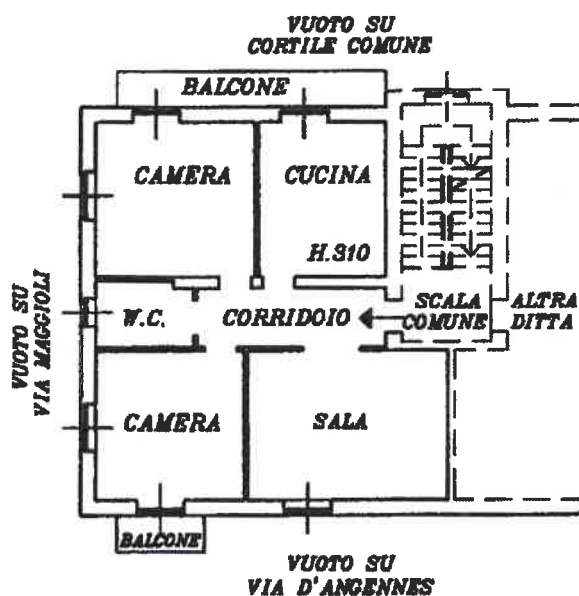 VUOTO SU
CORTILE COMUNE
BALCONE
CAMERA
CUCINA
H.310
VUOTO SU
VIA MAGGIOLI
W.C.
CORRIDOIO
SCALA
COMUNE
ALTRA
DITTA
CAMERA
SALA
BALCONE
VUOTO SU
VIA D'ANGENNES